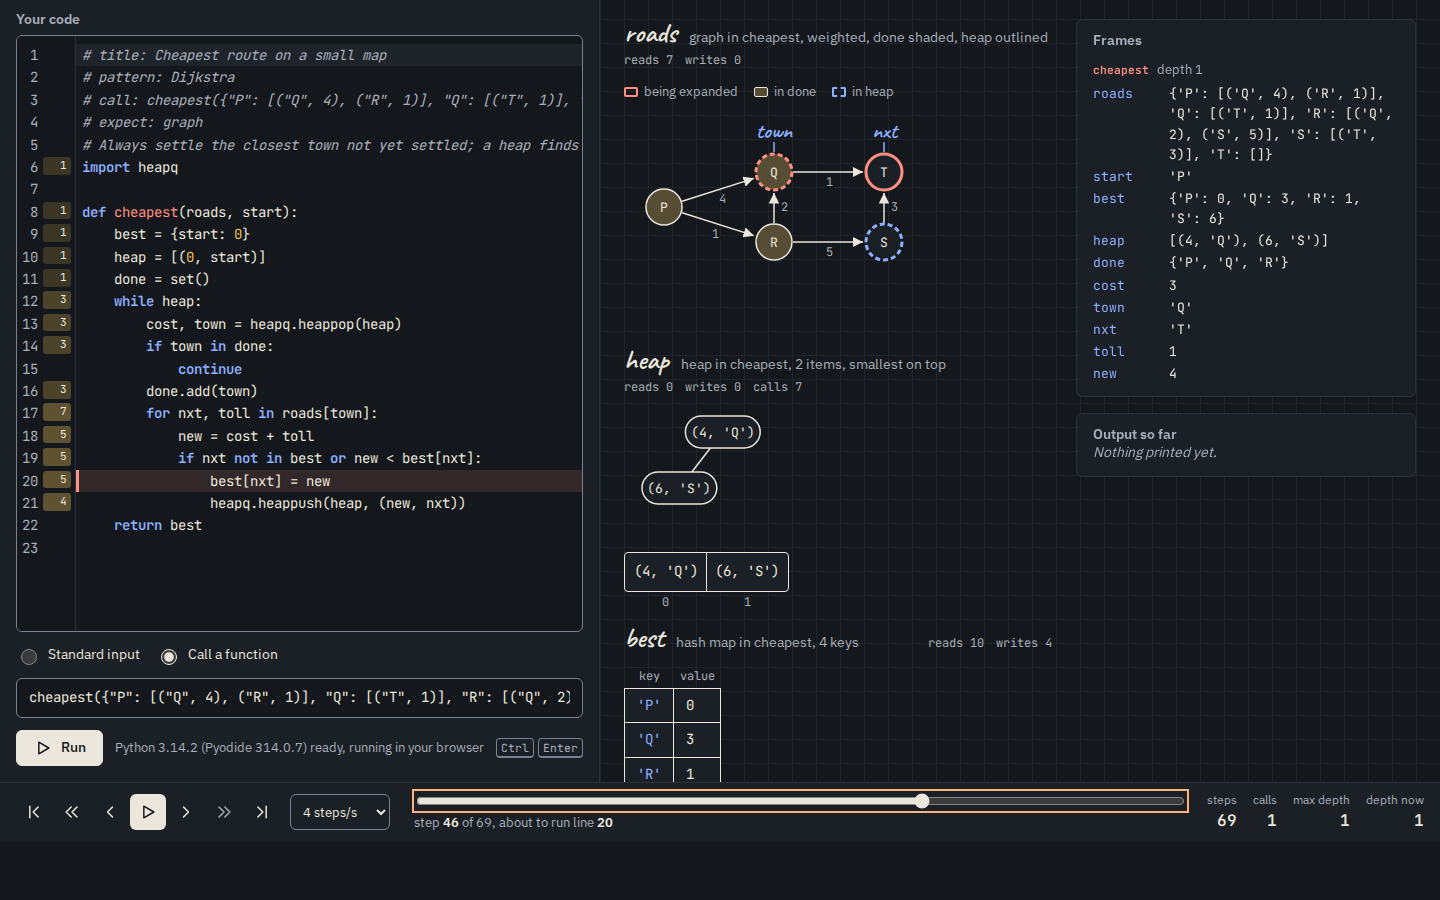 Your code
1 # title: Cheapest route on a small map
2 # pattern: Dijkstra
3 # call: cheapest({"P": [("Q", 4), ("R", 1)], "Q": [("T", 1)],
4 # expect: graph
5 # Always settle the closest town not yet settled; a heap finds
6 1 import heapq
7
8 1 def cheapest(roads, start):
9 1 best = {start: 0}
10 1 heap = [(0, start)]
11 1 done = set()
12 3 while heap:
13 3 cost, town = heapq.heappop(heap)
14 3 if town in done:
15 continue
16 3 done.add(town)
17 7 for nxt, toll in roads[town]:
18 5 new = cost + toll
19 5 if nxt not in best or new < best[nxt]:
20 5 best[nxt] = new
21 4 heapq.heappush(heap, (new, nxt))
22 return best
23
Standard input Call a function
cheapest({"P": [("Q", 4), ("R", 1)], "Q": [("T", 1)], "R": [("Q", 2)
Run Python 3.14.2 (Pyodide 314.0.7) ready, running in your browser Ctrl Enter
roads graph in cheapest, weighted, done shaded, heap outlined
reads 7 writes 0
being expanded in done in heap
town nxt
Q T
1
P 4 2 3
1
R S
5
heap heap in cheapest, 2 items, smallest on top
reads 0 writes 0 calls 7
(4, 'Q')
(6, 'S')
(4, 'Q') (6, 'S')
0 1
best hash map in cheapest, 4 keys reads 10 writes 4
key value
'P' 0
'Q' 3
'R' 1
Frames
cheapest depth 1
roads {'P': [('Q', 4), ('R', 1)],
'Q': [('T', 1)], 'R': [('Q',
2), ('S', 5)], 'S': [('T',
3)], 'T': []}
start 'P'
best {'P': 0, 'Q': 3, 'R': 1,
'S': 6}
heap [(4, 'Q'), (6, 'S')]
done {'P', 'Q', 'R'}
cost 3
town 'Q'
nxt 'T'
toll 1
new 4
Output so far
Nothing printed yet.
4 steps/s
step 46 of 69, about to run line 20
steps calls max depth depth now
69 1 1 1